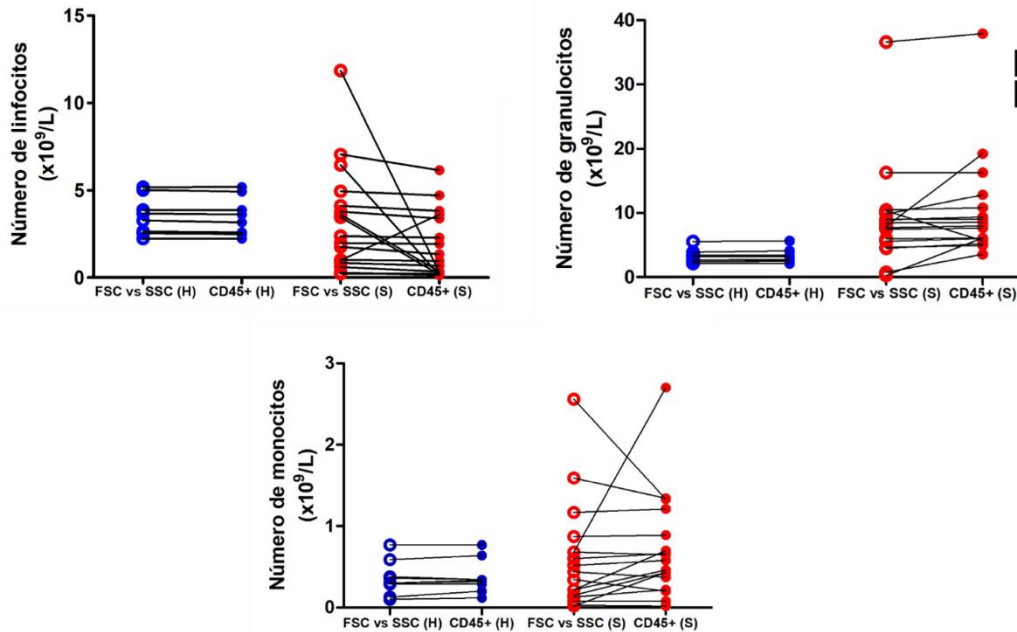 Número de linfocitos
(x10⁹/L)
15
10
5
0
FSC vs SSC (H) CD45+ (H) FSC vs SSC (S) CD45+ (S)
Número de granulocitos
(x10⁹/L)
40
30
20
10
0
FSC vs SSC (H) CD45+ (H) FSC vs SSC (S) CD45+ (S)
Número de monocitos
(x10⁹/L)
3
2
1
0
FSC vs SSC (H) CD45+ (H) FSC vs SSC (S) CD45+ (S)